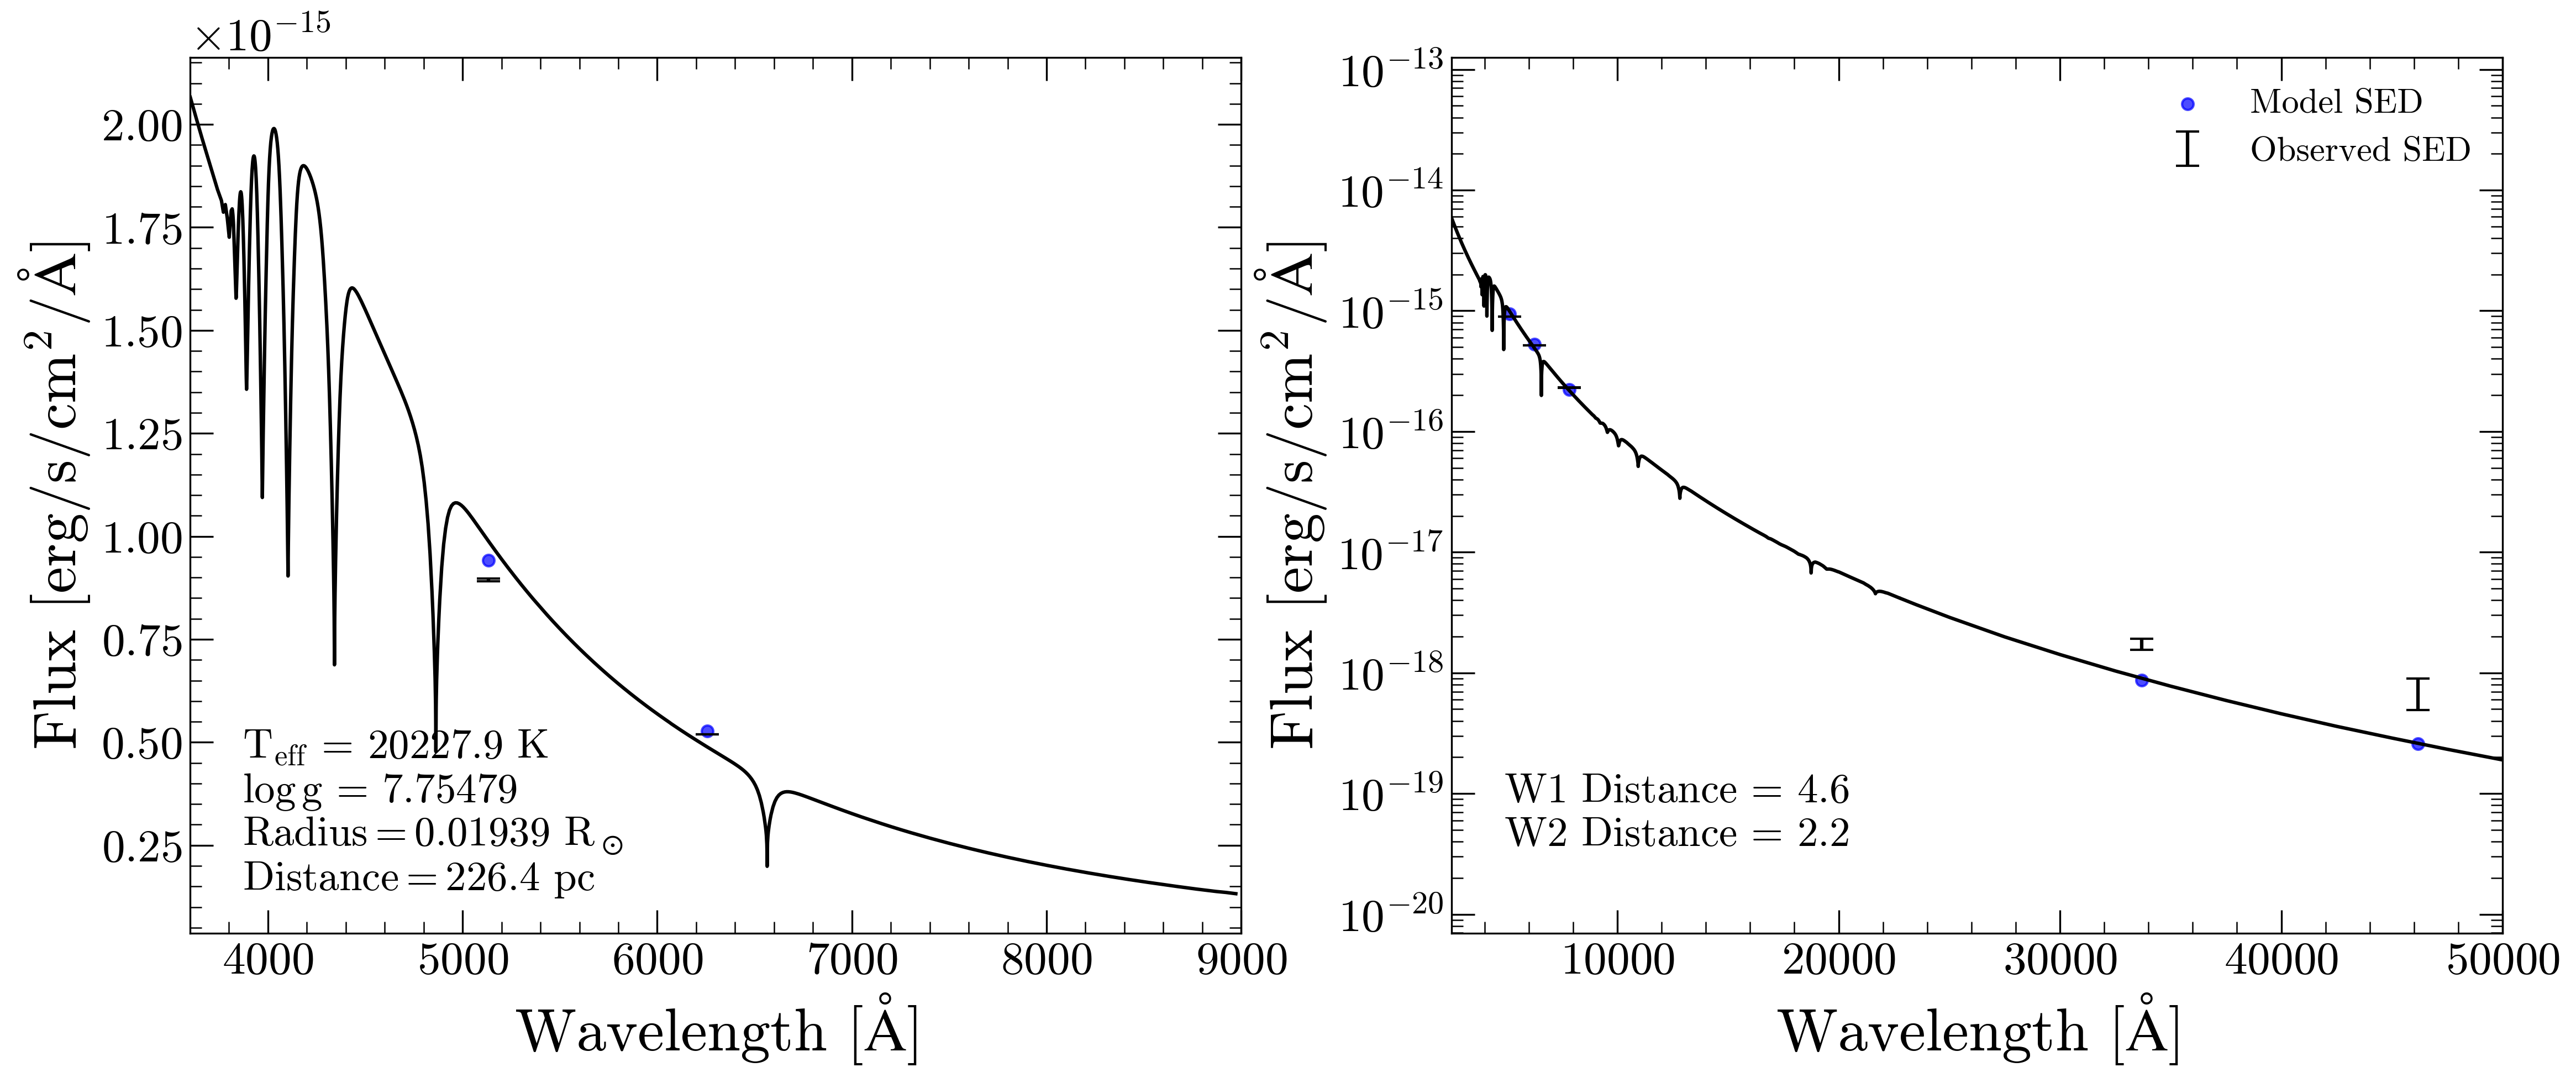 ×10⁻¹⁵
2.00
1.75
1.50
1.25
1.00
0.75
0.50
0.25
Flux [erg/s/cm²/Å]
T_eff = 20227.9 K
log g = 7.75479
Radius = 0.01939 R_⊙
Distance = 226.4 pc
4000 5000 6000 7000 8000 9000
Wavelength [Å]
10⁻¹³
10⁻¹⁴
10⁻¹⁵
10⁻¹⁶
10⁻¹⁷
10⁻¹⁸
10⁻¹⁹
10⁻²⁰
Flux [erg/s/cm²/Å]
Model SED
Observed SED
W1 Distance = 4.6
W2 Distance = 2.2
10000 20000 30000 40000 50000
Wavelength [Å]